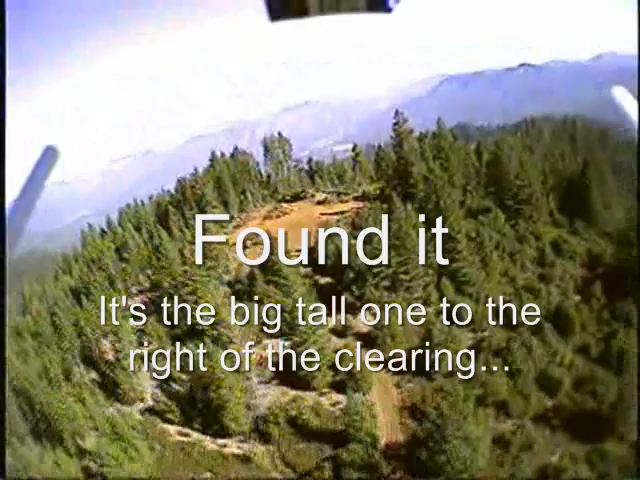 Found it
It's the big tall one to the
right of the clearing...